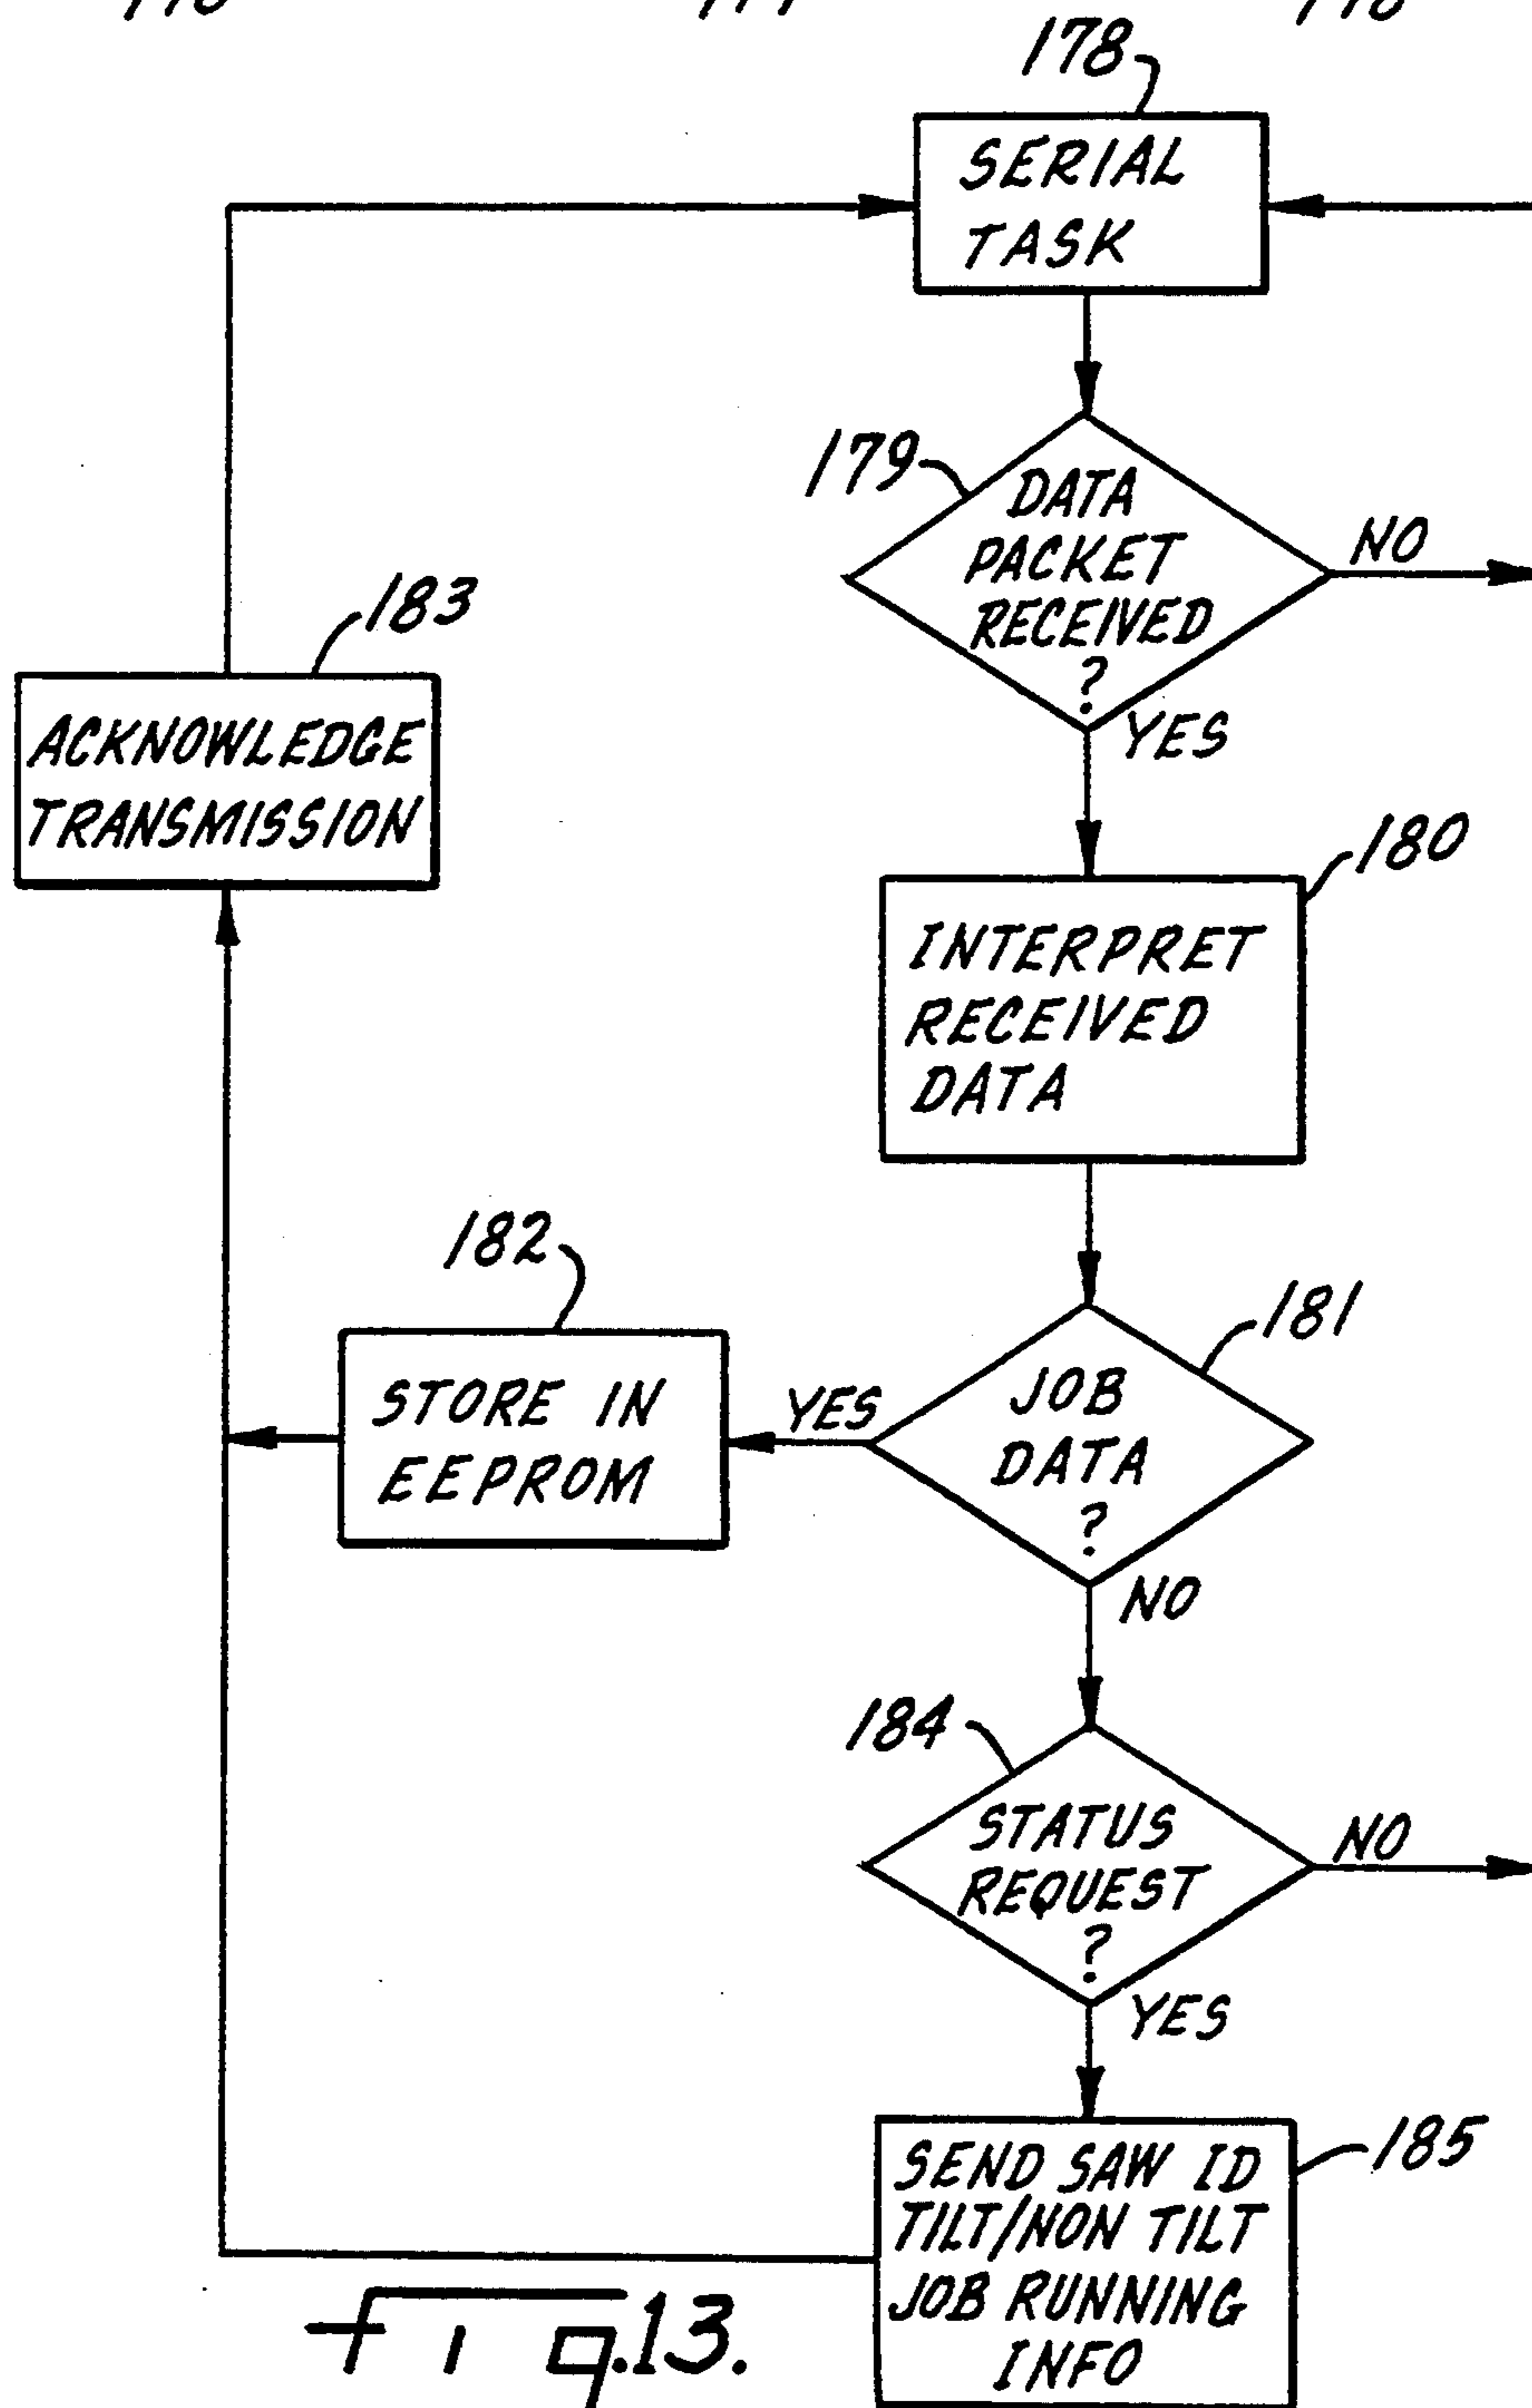 178
SERIAL
TASK
179
DATA
PACKET
RECEIVED
?
NO
YES
183
ACKNOWLEDGE
TRANSMISSION
180
INTERPRET
RECEIVED
DATA
182
181
STORE IN
EEPROM
YES
JOB
DATA
?
NO
184
STATUS
REQUEST
?
NO
YES
185
SEND SAW ID
TILT/NON TILT
JOB RUNNING
INFO
Fig.13.